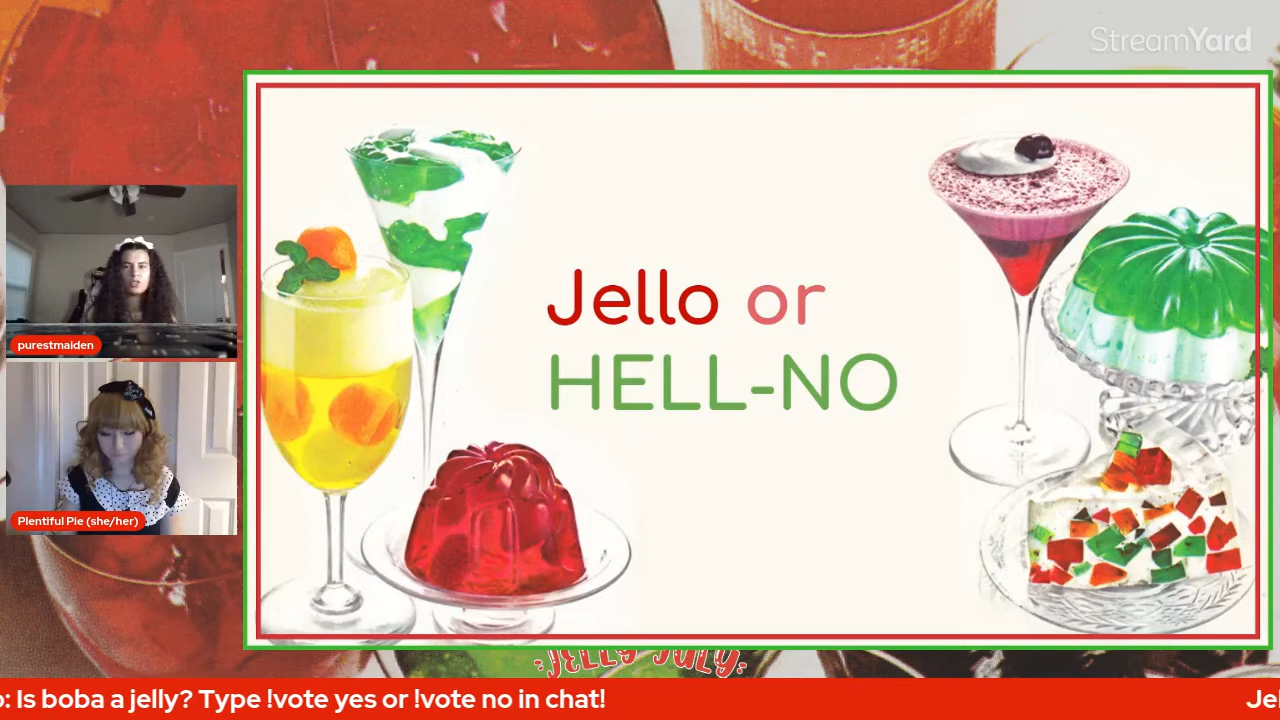 StreamYard
Jello or
HELL-NO
purestmaiden
Plentiful Pie (she/her)
JELLY JULY
: Is boba a jelly? Type !vote yes or !vote no in chat!
Je